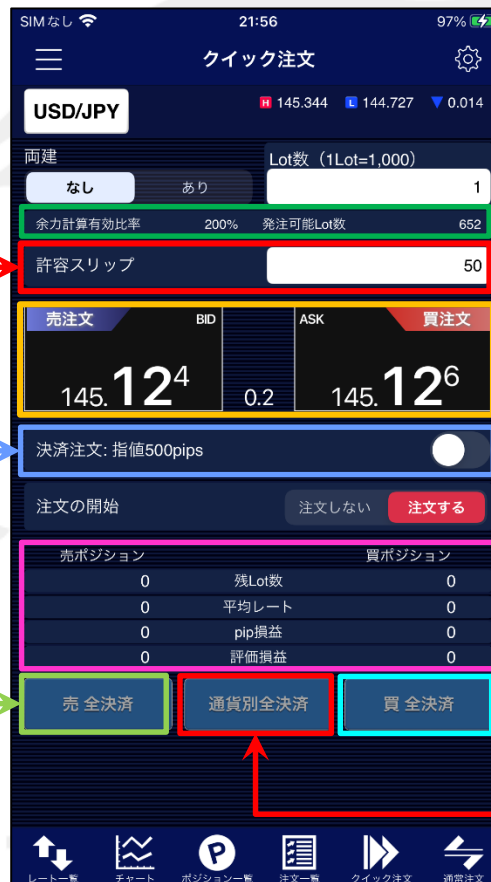 SIMなし 21:56 97%
クイック注文
USD/JPY H 145.344 L 144.727 ▼ 0.014
両建 Lot数（1Lot=1,000）
なし あり 1
余力計算有効比率 200% 発注可能Lot数 652
許容スリップ 50
売注文 BID ASK 買注文
145.124 0.2 145.126
決済注文: 指値500pips
注文の開始 注文しない 注文する
売ポジション 買ポジション
0 残Lot数 0
0 平均レート 0
0 pip損益 0
0 評価損益 0
売 全決済 通貨別全決済 買 全決済
レート一覧 チャート ポジション一覧 注文一覧 クイック注文 通常注文